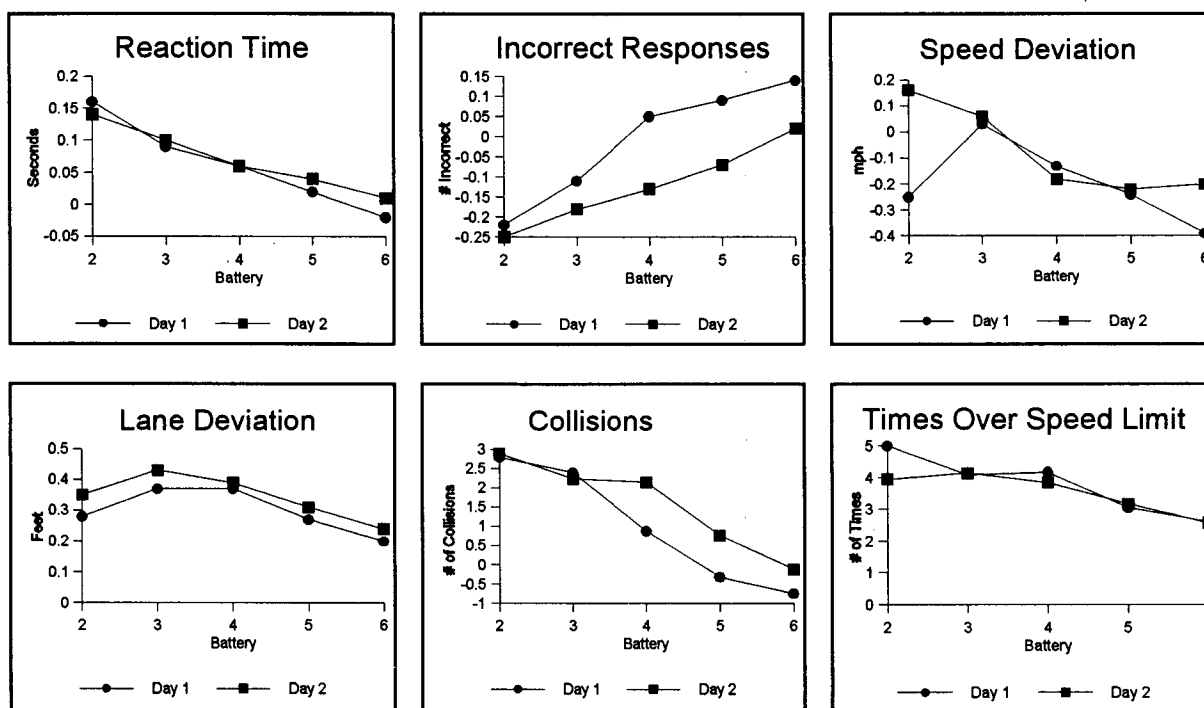 Reaction Time
0.2
0.15
0.1
0.05
0
-0.05
Seconds
2 3 4 5 6
Battery
Day 1 Day 2
Incorrect Responses
0.15
0.1
0.05
0
-0.05
-0.1
-0.15
-0.2
-0.25
# Incorrect
2 3 4 5 6
Battery
Day 1 Day 2
Speed Deviation
0.2
0.1
0
-0.1
-0.2
-0.3
-0.4
mph
2 3 4 5 6
Battery
Day 1 Day 2
Lane Deviation
0.5
0.4
0.3
0.2
0.1
0
Feet
2 3 4 5 6
Battery
Day 1 Day 2
Collisions
3
2.5
2
1.5
1
0.5
0
-0.5
-1
# of Collisions
2 3 4 5 6
Battery
Day 1 Day 2
Times Over Speed Limit
5
4
3
2
1
0
# of Times
2 3 4 5
Battery
Day 1 Day 2